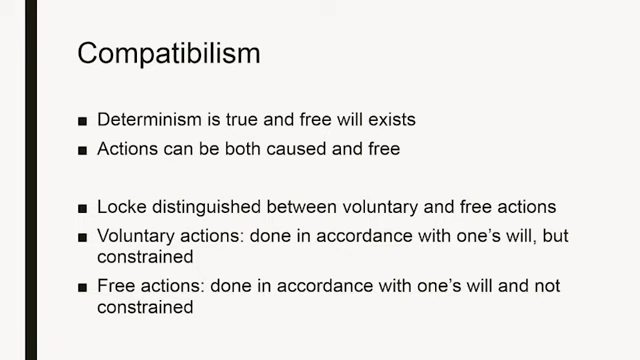 Compatibilism
■ Determinism is true and free will exists
■ Actions can be both caused and free
■ Locke distinguished between voluntary and free actions
■ Voluntary actions: done in accordance with one's will, but
constrained
■ Free actions: done in accordance with one's will and not
constrained